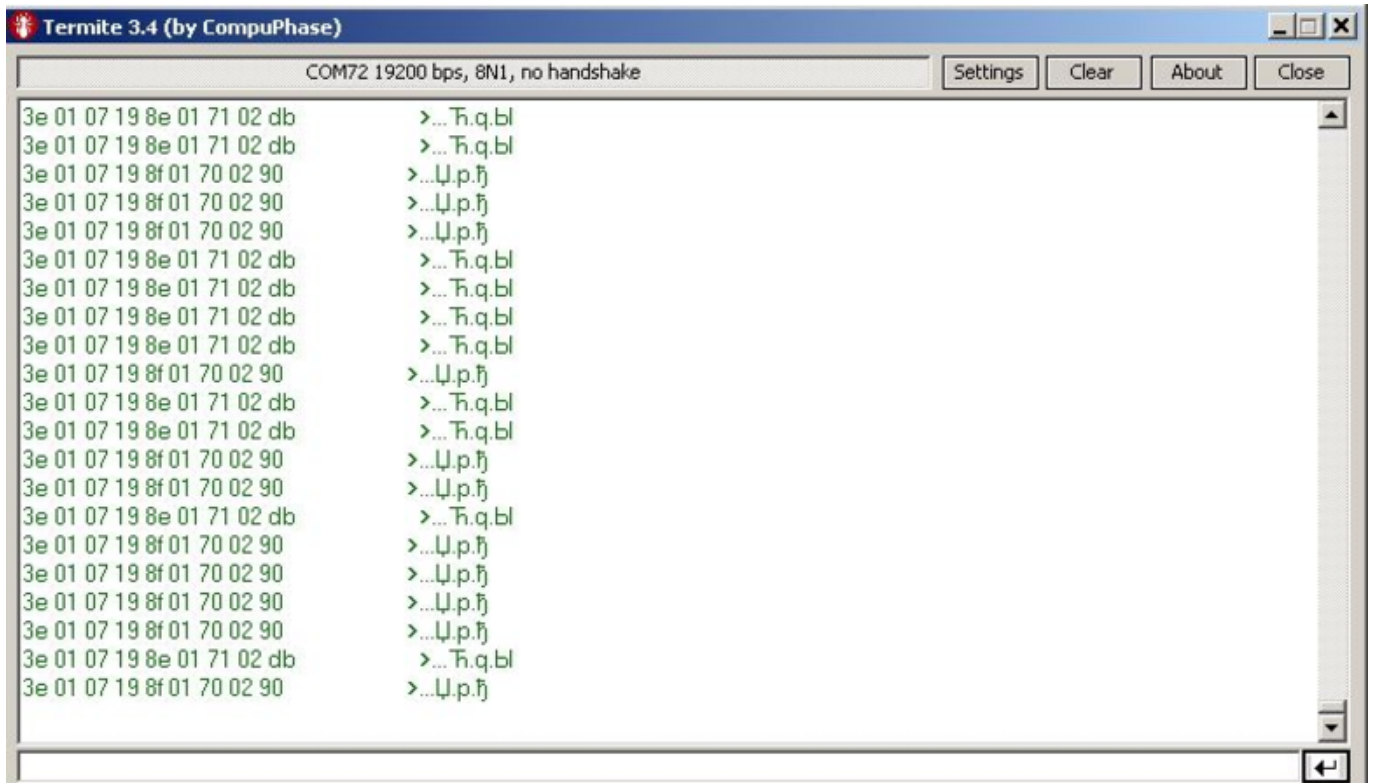 Termite 3.4 (by CompuPhase)
COM72 19200 bps, 8N1, no handshake Settings Clear About Close
3e 01 07 19 8e 01 71 02 db >...Ћ.q.Ы
3e 01 07 19 8e 01 71 02 db >...Ћ.q.Ы
3e 01 07 19 8f 01 70 02 90 >...Џ.p.ђ
3e 01 07 19 8f 01 70 02 90 >...Џ.p.ђ
3e 01 07 19 8f 01 70 02 90 >...Џ.p.ђ
3e 01 07 19 8e 01 71 02 db >...Ћ.q.Ы
3e 01 07 19 8e 01 71 02 db >...Ћ.q.Ы
3e 01 07 19 8e 01 71 02 db >...Ћ.q.Ы
3e 01 07 19 8e 01 71 02 db >...Ћ.q.Ы
3e 01 07 19 8f 01 70 02 90 >...Џ.p.ђ
3e 01 07 19 8e 01 71 02 db >...Ћ.q.Ы
3e 01 07 19 8e 01 71 02 db >...Ћ.q.Ы
3e 01 07 19 8f 01 70 02 90 >...Џ.p.ђ
3e 01 07 19 8f 01 70 02 90 >...Џ.p.ђ
3e 01 07 19 8e 01 71 02 db >...Ћ.q.Ы
3e 01 07 19 8f 01 70 02 90 >...Џ.p.ђ
3e 01 07 19 8f 01 70 02 90 >...Џ.p.ђ
3e 01 07 19 8f 01 70 02 90 >...Џ.p.ђ
3e 01 07 19 8f 01 70 02 90 >...Џ.p.ђ
3e 01 07 19 8e 01 71 02 db >...Ћ.q.Ы
3e 01 07 19 8f 01 70 02 90 >...Џ.p.ђ